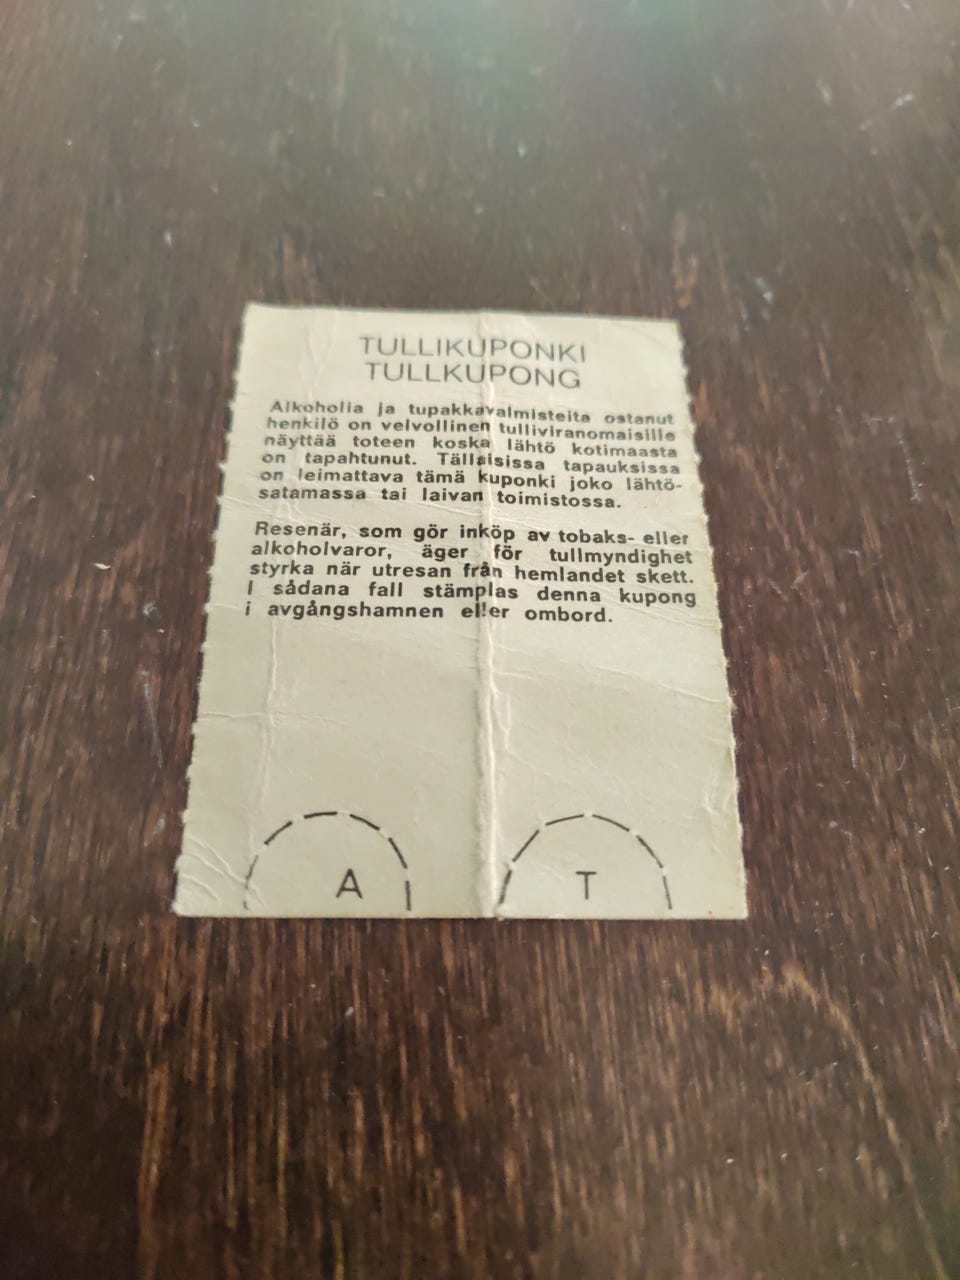 TULLIKUPONKI
TULLKUPONG
Alkoholia ja tupakkavalmisteita ostanut
henkilö on velvollinen tulliviranomaisille
näyttää toteen koska lähtö kotimaasta
on tapahtunut. Tällaisissa tapauksissa
on leimattava tämä kuponki joko lähtö-
satamassa tai laivan toimistossa.
Resenär, som gör inköp av tobaks- eller
alkoholvaror, äger för tullmyndighet
styrka när utresan från hemlandet skett.
I sådana fall stämplas denna kupong
i avgångshamnen eller ombord.
A T